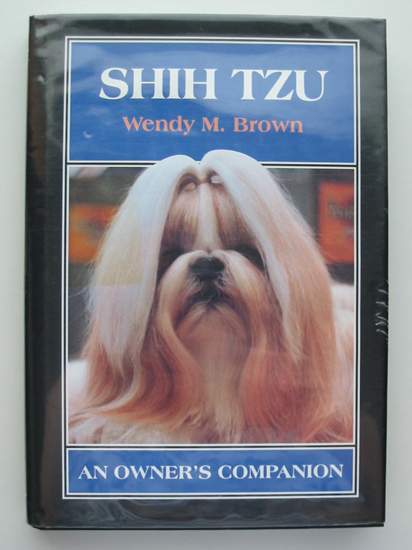 SHIH TZU
Wendy M. Brown
AN OWNER'S COMPANION